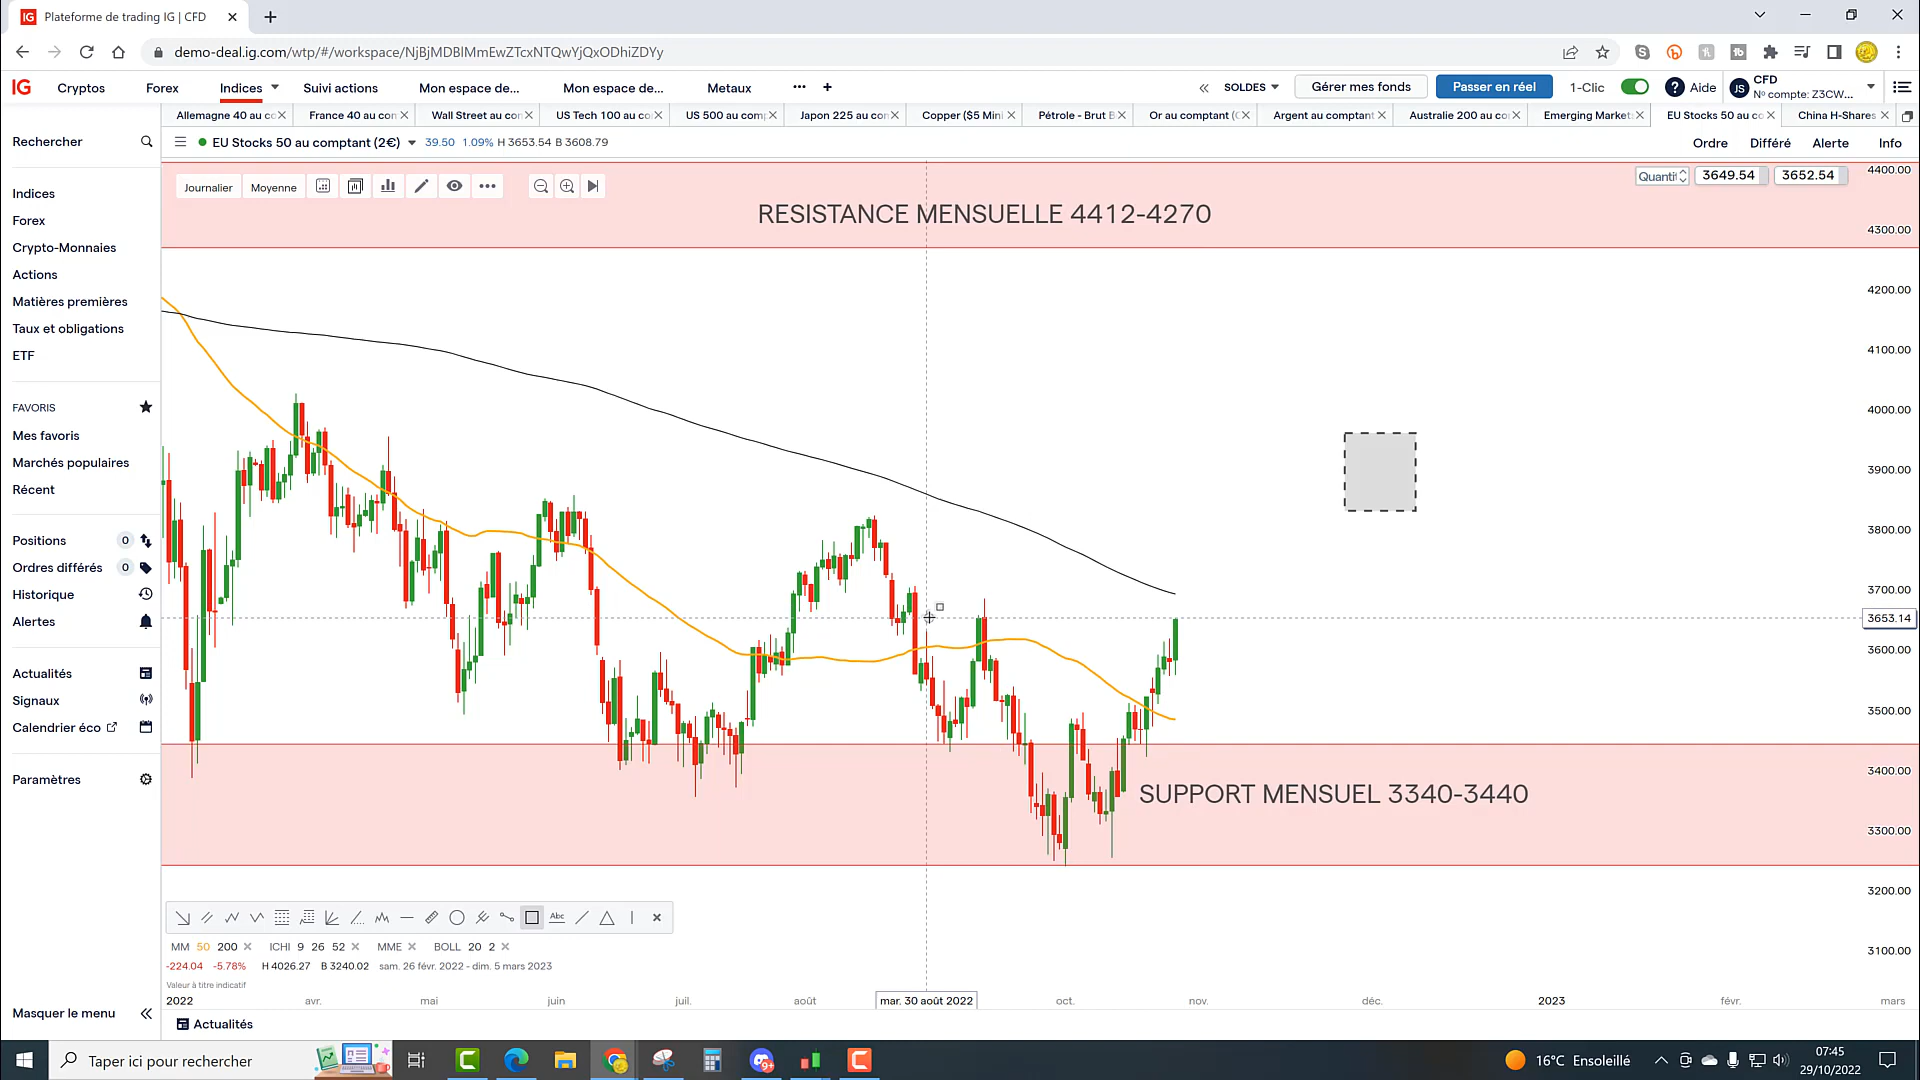 IG Plateforme de trading IG | CFD
demo-deal.ig.com/wtp/#/workspace/NjBjMDBlMmEwZTcxNTQwYjQxODhiZDYy
IG Cryptos Forex Indices Suivi actions Mon espace de... Mon espace de... Metaux ••• + SOLDES Gérer mes fonds Passer en réel 1-Clic ? Aide JS CFD
Nº compte: Z3CW...
Allemagne 40 au co France 40 au con Wall Street au con US Tech 100 au co US 500 au comp Japon 225 au con Copper ($5 Mini Pétrole - Brut B Or au comptant ( Argent au comptant Australie 200 au co Emerging Market EU Stocks 50 au co China H-Shares
Rechercher
EU Stocks 50 au comptant (2€) 39.50 1.09% H 3653.54 B 3608.79 Ordre Différé Alerte Info
Journalier Moyenne Quanti 3649.54 3652.54
RESISTANCE MENSUELLE 4412-4270
4400.00
4300.00
4200.00
4100.00
4000.00
3900.00
3800.00
3700.00
3653.14
3600.00
3500.00
3400.00
3300.00
3200.00
3100.00
Indices
Forex
Crypto-Monnaies
Actions
Matières premières
Taux et obligations
ETF
FAVORIS
Mes favoris
Marchés populaires
Récent
Positions 0
Ordres différés 0
Historique
Alertes
Actualités
Signaux
Calendrier éco
Paramètres
Masquer le menu
SUPPORT MENSUEL 3340-3440
Abc
MM 50 200 ICHI 9 26 52 MME BOLL 20 2
-224.04 -5.78% H 4026.27 B 3240.02 sam. 26 févr. 2022 - dim. 5 mars 2023
Valeur à titre indicatif
2022 avr. mai juin juil. août mar. 30 août 2022 oct. nov. déc. 2023 févr. mars
Actualités
Taper ici pour rechercher
16°C Ensoleillé
07:45
29/10/2022